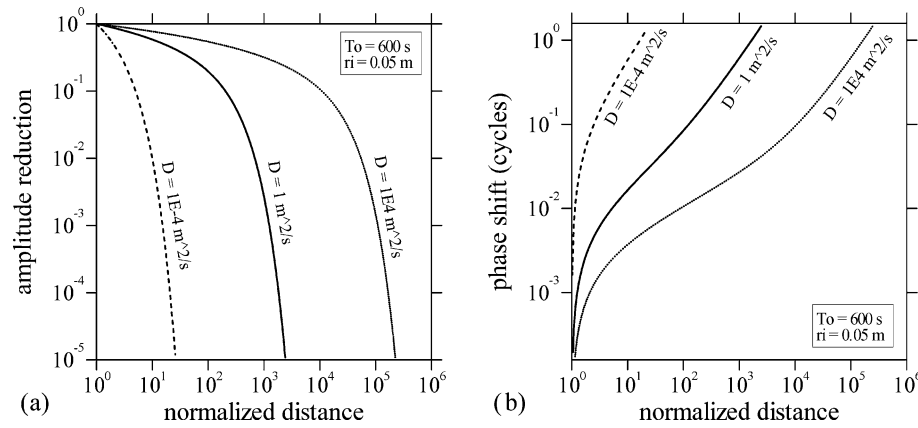 10^0
10^-1
10^-2
10^-3
10^-4
10^-5
amplitude reduction
To = 600 s
ri = 0.05 m
D = 1E-4 m^2/s
D = 1 m^2/s
D = 1E4 m^2/s
10^0 10^1 10^2 10^3 10^4 10^5 10^6
(a) normalized distance
10^0
10^-1
10^-2
10^-3
phase shift (cycles)
D = 1E-4 m^2/s
D = 1 m^2/s
D = 1E4 m^2/s
To = 600 s
ri = 0.05 m
10^0 10^1 10^2 10^3 10^4 10^5 10^6
(b) normalized distance